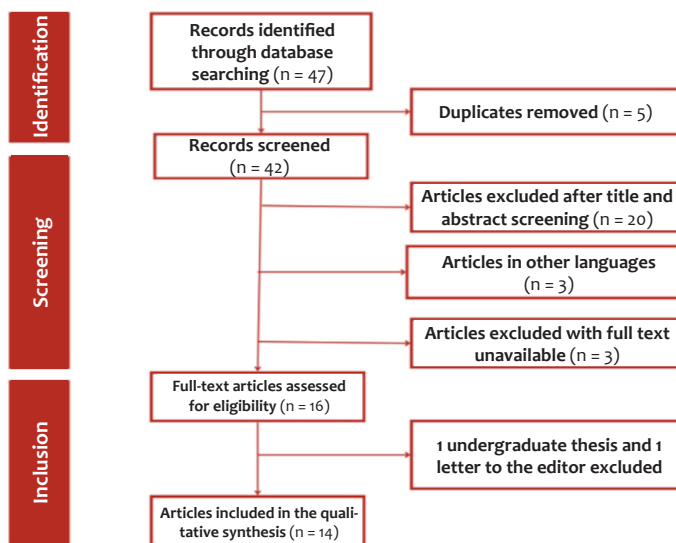 Identification
Records identified
through database
searching (n = 47)
Duplicates removed (n = 5)
Records screened
(n = 42)
Screening
Articles excluded after title and
abstract screening (n = 20)
Articles in other languages
(n = 3)
Articles excluded with full text
unavailable (n = 3)
Full-text articles assessed
for eligibility (n = 16)
Inclusion
1 undergraduate thesis and 1
letter to the editor excluded
Articles included in the quali-
tative synthesis (n = 14)